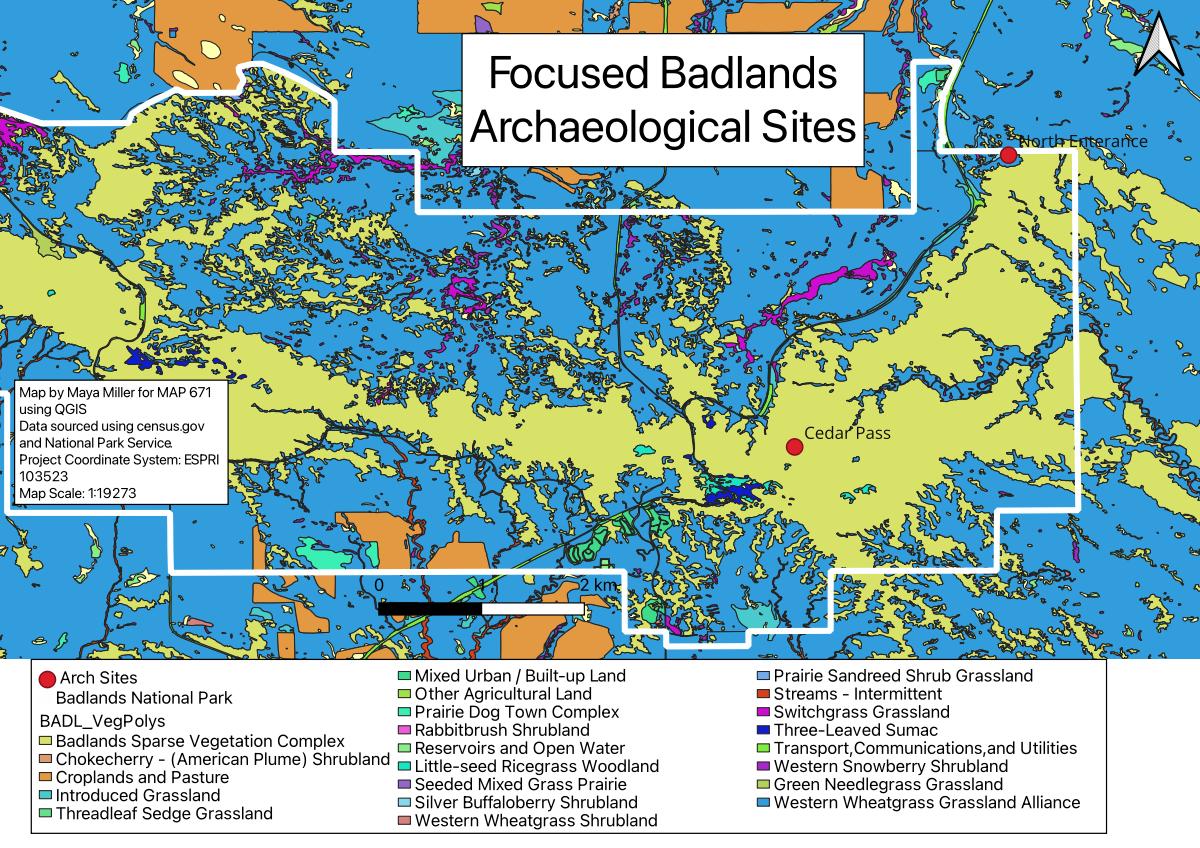 Focused Badlands
Archaeological Sites
North Enterance
Cedar Pass
Map by Maya Miller for MAP 671
using QGIS
Data sourced using census.gov
and National Park Service.
Project Coordinate System: ESPRI
103523
Map Scale: 1:19273
0 1 2 km
Arch Sites
Badlands National Park
BADL_VegPolys
Badlands Sparse Vegetation Complex
Chokecherry - (American Plume) Shrubland
Croplands and Pasture
Introduced Grassland
Threadleaf Sedge Grassland
Mixed Urban / Built-up Land
Other Agricultural Land
Prairie Dog Town Complex
Rabbitbrush Shrubland
Reservoirs and Open Water
Little-seed Ricegrass Woodland
Seeded Mixed Grass Prairie
Silver Buffaloberry Shrubland
Western Wheatgrass Shrubland
Prairie Sandreed Shrub Grassland
Streams - Intermittent
Switchgrass Grassland
Three-Leaved Sumac
Transport,Communications,and Utilities
Western Snowberry Shrubland
Green Needlegrass Grassland
Western Wheatgrass Grassland Alliance